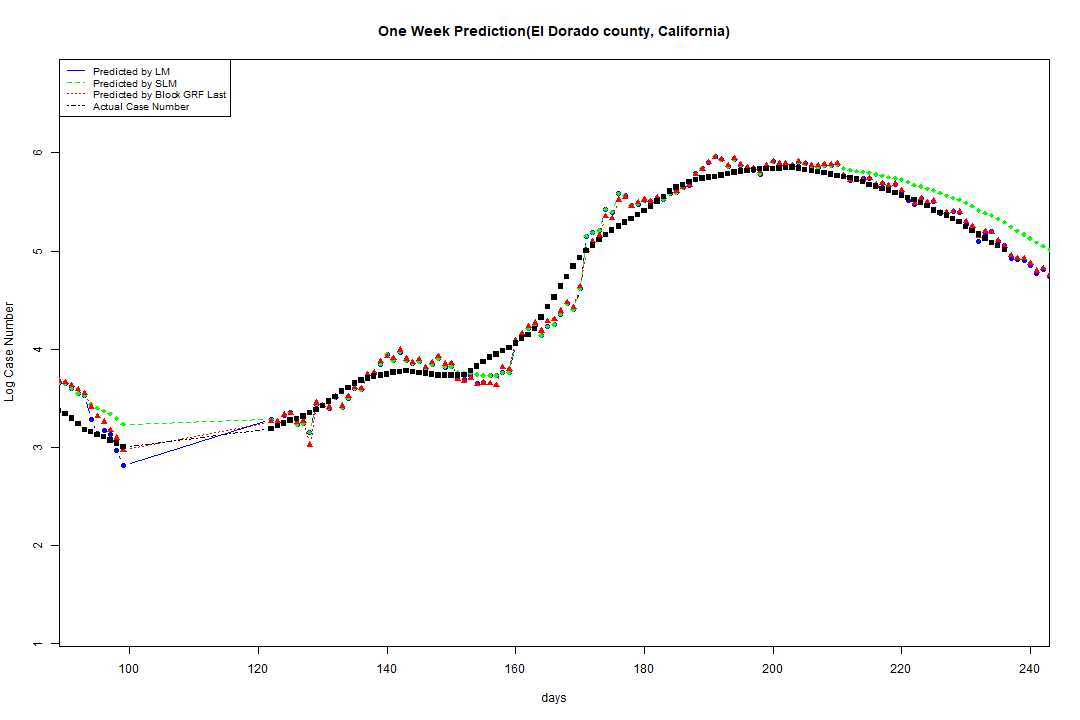 One Week Prediction(El Dorado county, California)
Predicted by LM
Predicted by SLM
Predicted by Block GRF Last
Actual Case Number
Log Case Number
6
5
4
3
2
1
100 120 140 160 180 200 220 240
days